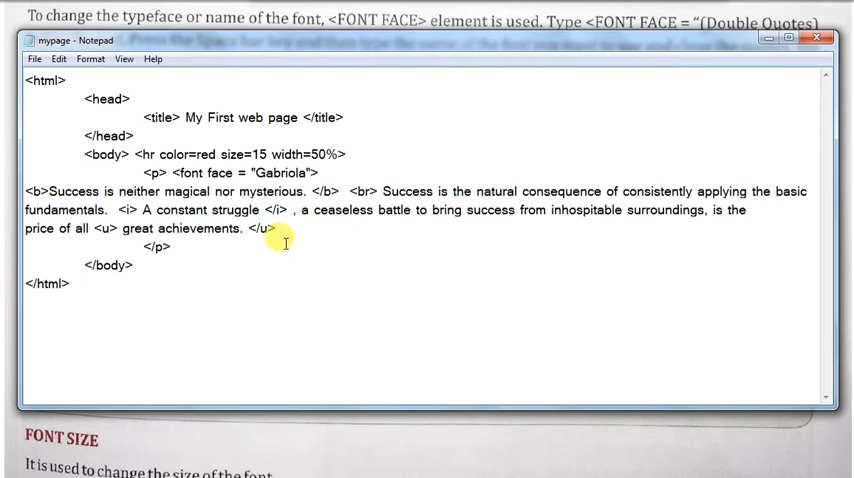 To change the typeface or name of the font, <FONT FACE> element is used. Type <FONT FACE = “(Double Quotes)
mypage - Notepad
File Edit Format View Help
<html>
<head>
<title> My First web page </title>
</head>
<body> <hr color=red size=15 width=50%>
<p> <font face = "Gabriola">
<b>Success is neither magical nor mysterious. </b> <br> Success is the natural consequence of consistently applying the basic
fundamentals. <i> A constant struggle </i> , a ceaseless battle to bring success from inhospitable surroundings, is the
price of all <u> great achievements. </u>
</p>
</body>
</html>
FONT SIZE
It is used to change the size of the font